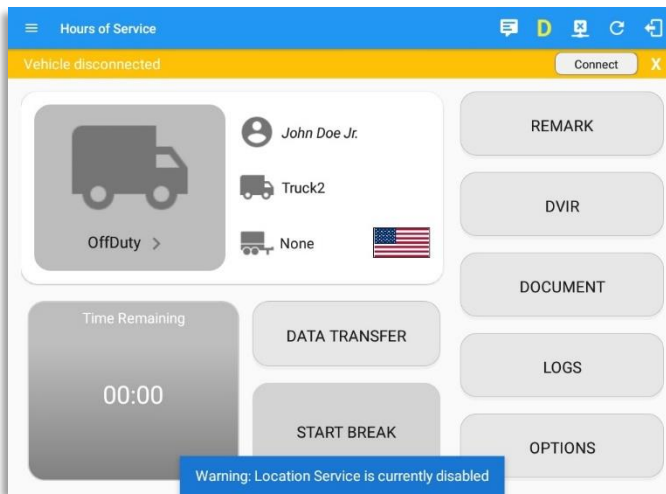 Hours of Service
D
Vehicle disconnected
Connect
X
John Doe Jr.
Truck2
OffDuty >
None
REMARK
DVIR
DOCUMENT
LOGS
OPTIONS
Time Remaining
00:00
DATA TRANSFER
START BREAK
Warning: Location Service is currently disabled